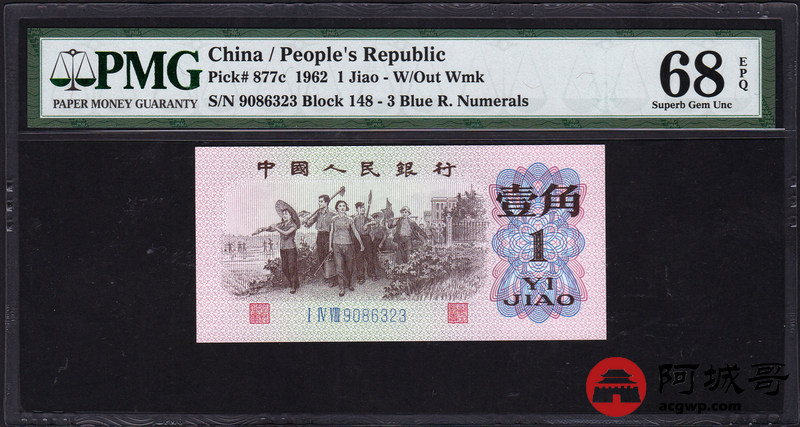 PMG
PAPER MONEY GUARANTY
China / People's Republic
Pick# 877c 1962 1 Jiao - W/Out Wmk
S/N 9086323 Block 148 - 3 Blue R. Numerals
68 EPQ
Superb Gem Unc
中國人民銀行
壹角
1
YI
JIAO
I IV VIII 9086323
阿城哥
acgwp.com